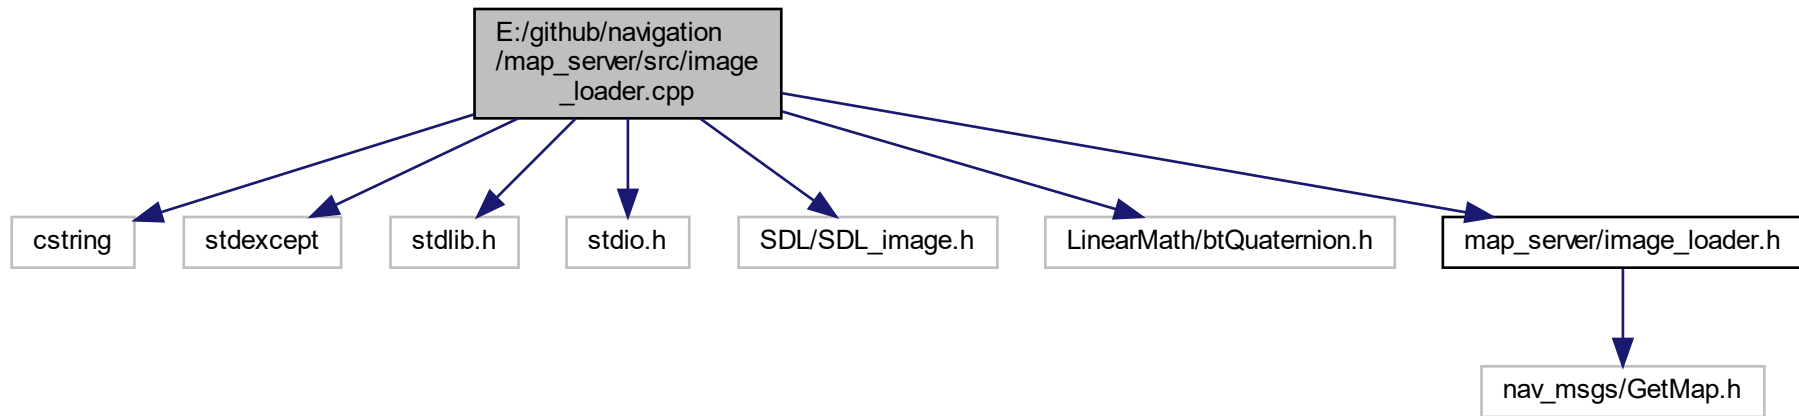 E:/github/navigation
/map_server/src/image
_loader.cpp
cstring
stdexcept
stdlib.h
stdio.h
SDL/SDL_image.h
LinearMath/btQuaternion.h
map_server/image_loader.h
nav_msgs/GetMap.h